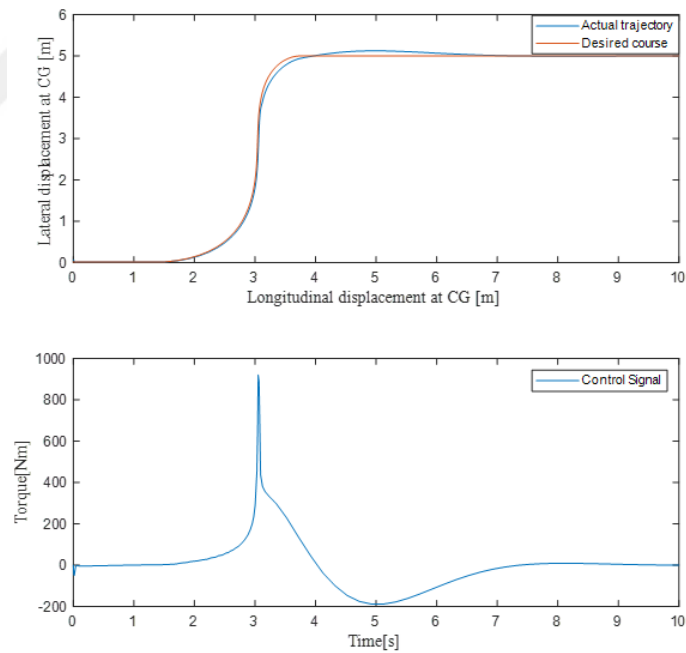 6
5
4
3
2
1
0
Lateral displacement at CG [m]
Actual trajectory
Desired course
0 1 2 3 4 5 6 7 8 9 10
Longitudinal displacement at CG [m]
1000
800
600
400
200
0
-200
Torque[Nm]
Control Signal
0 1 2 3 4 5 6 7 8 9 10
Time[s]